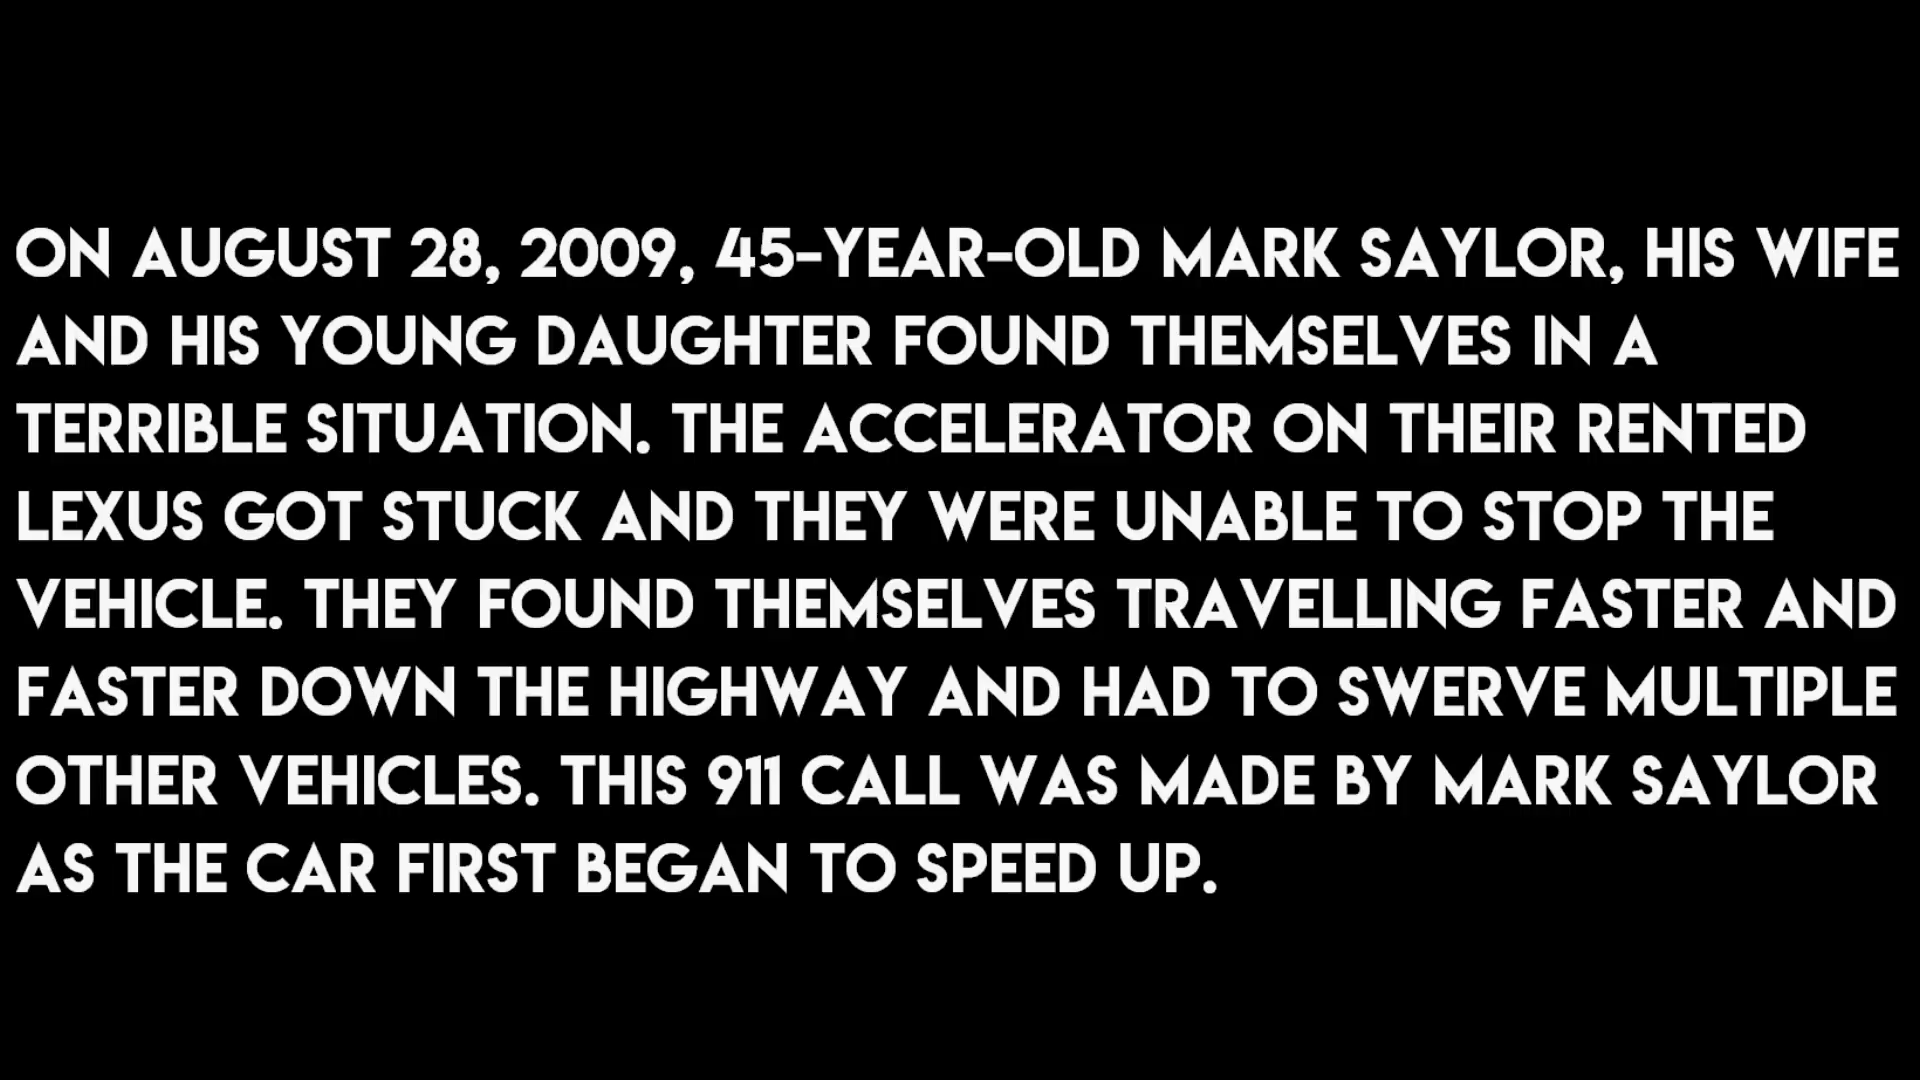 ON AUGUST 28, 2009, 45-YEAR-OLD MARK SAYLOR, HIS WIFE
AND HIS YOUNG DAUGHTER FOUND THEMSELVES IN A
TERRIBLE SITUATION. THE ACCELERATOR ON THEIR RENTED
LEXUS GOT STUCK AND THEY WERE UNABLE TO STOP THE
VEHICLE. THEY FOUND THEMSELVES TRAVELLING FASTER AND
FASTER DOWN THE HIGHWAY AND HAD TO SWERVE MULTIPLE
OTHER VEHICLES. THIS 911 CALL WAS MADE BY MARK SAYLOR
AS THE CAR FIRST BEGAN TO SPEED UP.